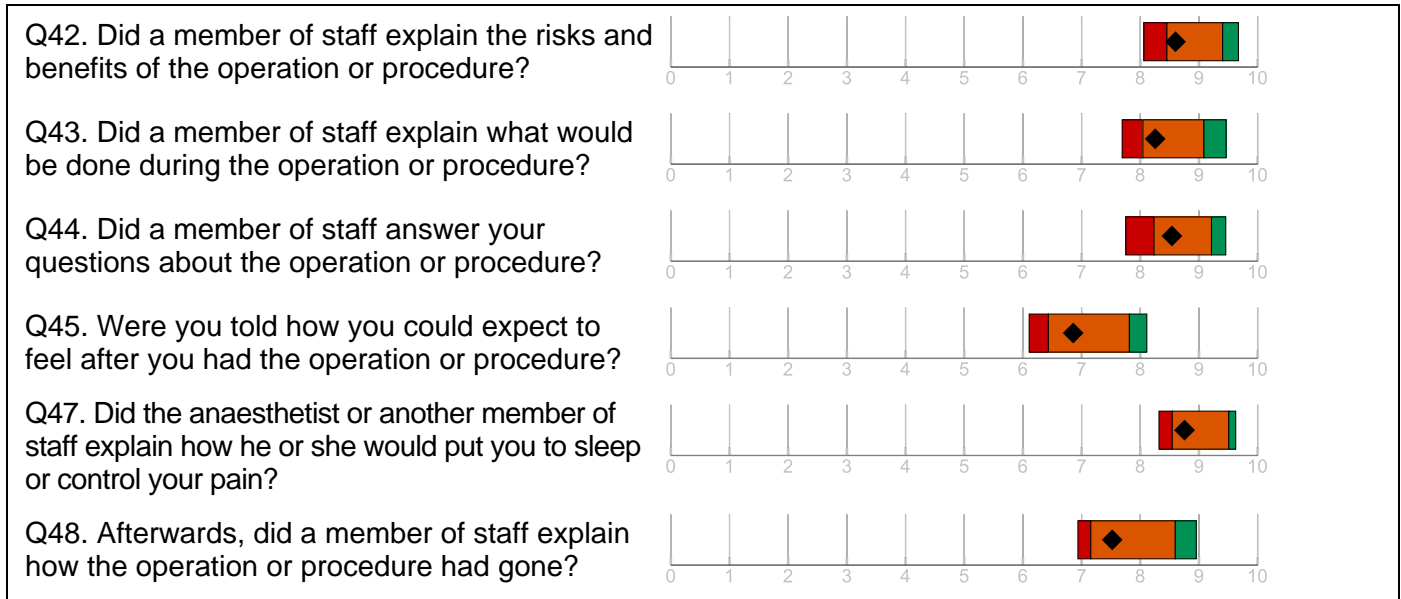 Q42. Did a member of staff explain the risks and
benefits of the operation or procedure?
0 1 2 3 4 5 6 7 8 9 10
Q43. Did a member of staff explain what would
be done during the operation or procedure?
0 1 2 3 4 5 6 7 8 9 10
Q44. Did a member of staff answer your
questions about the operation or procedure?
0 1 2 3 4 5 6 7 8 9 10
Q45. Were you told how you could expect to
feel after you had the operation or procedure?
0 1 2 3 4 5 6 7 8 9 10
Q47. Did the anaesthetist or another member of
staff explain how he or she would put you to sleep
or control your pain?
0 1 2 3 4 5 6 7 8 9 10
Q48. Afterwards, did a member of staff explain
how the operation or procedure had gone?
0 1 2 3 4 5 6 7 8 9 10